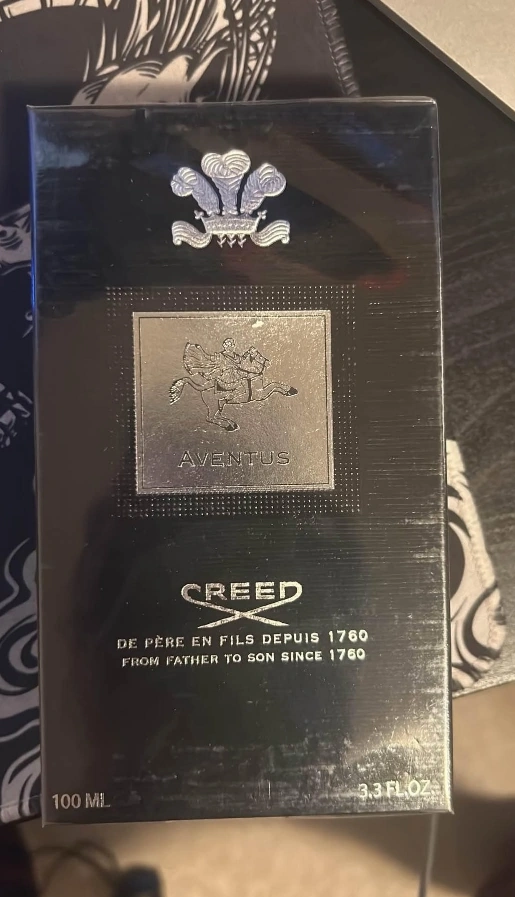 AVENTUS
CREED
DE PÈRE EN FILS DEPUIS 1760
FROM FATHER TO SON SINCE 1760
100 ML 3.3 FL.OZ